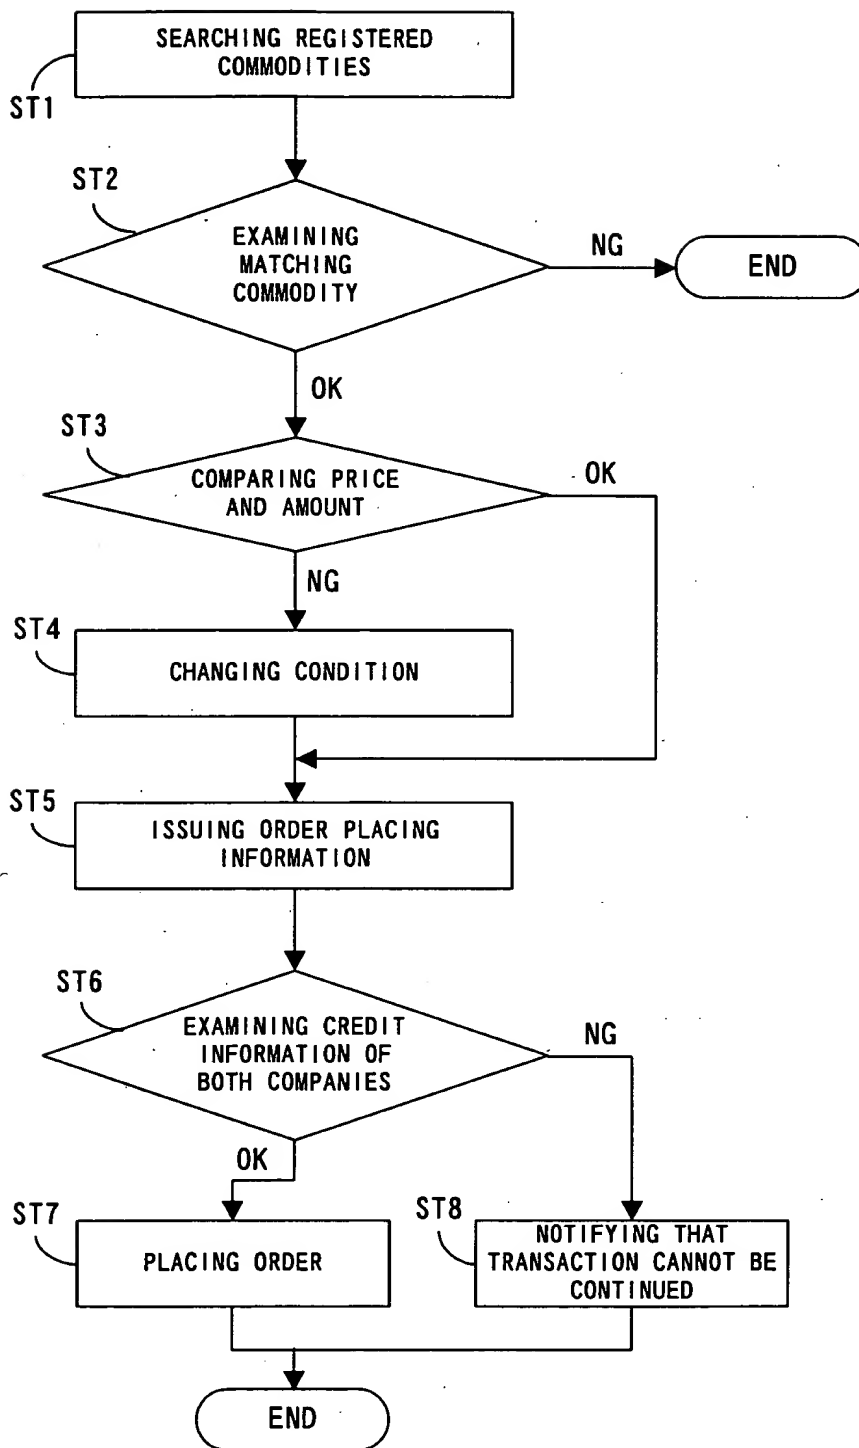 SEARCHING REGISTERED
COMMODITIES
ST1
ST2
EXAMINING
MATCHING
COMMODITY
NG
END
OK
ST3
COMPARING PRICE
AND AMOUNT
OK
NG
ST4
CHANGING CONDITION
ST5
ISSUING ORDER PLACING
INFORMATION
ST6
EXAMINING CREDIT
INFORMATION OF
BOTH COMPANIES
NG
OK
ST7
PLACING ORDER
ST8
NOTIFYING THAT
TRANSACTION CANNOT BE
CONTINUED
END